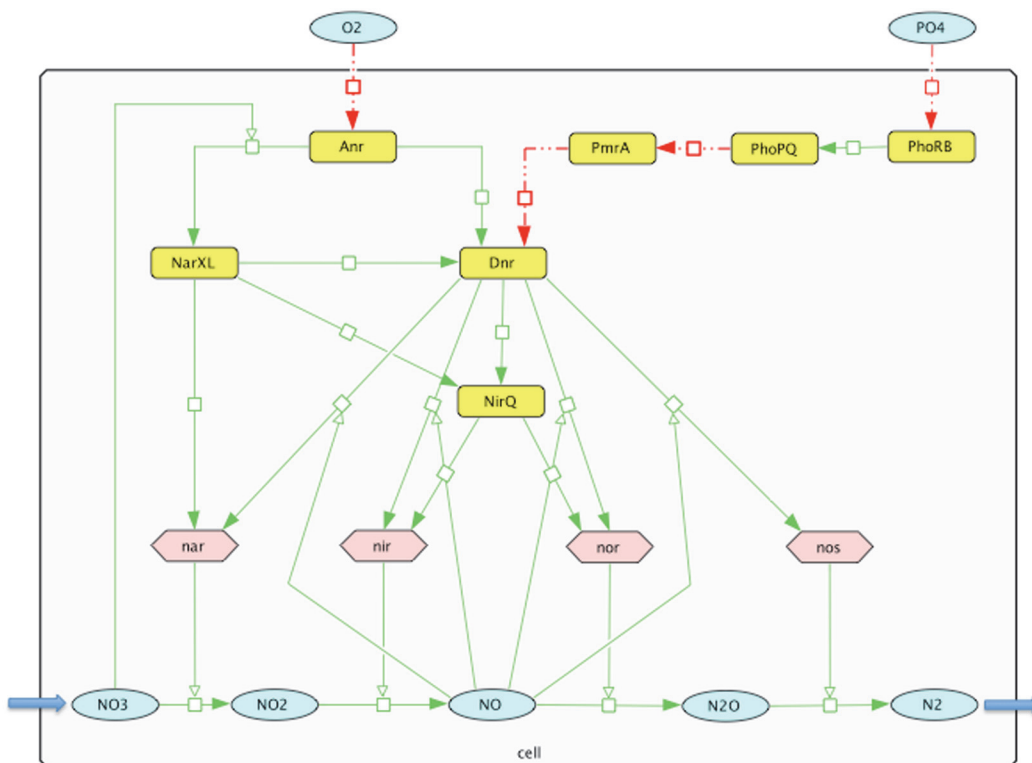 O2
PO4
Anr
PmrA
PhoPQ
PhoRB
NarXL
Dnr
NirQ
nar
nir
nor
nos
NO3
NO2
NO
N2O
N2
cell